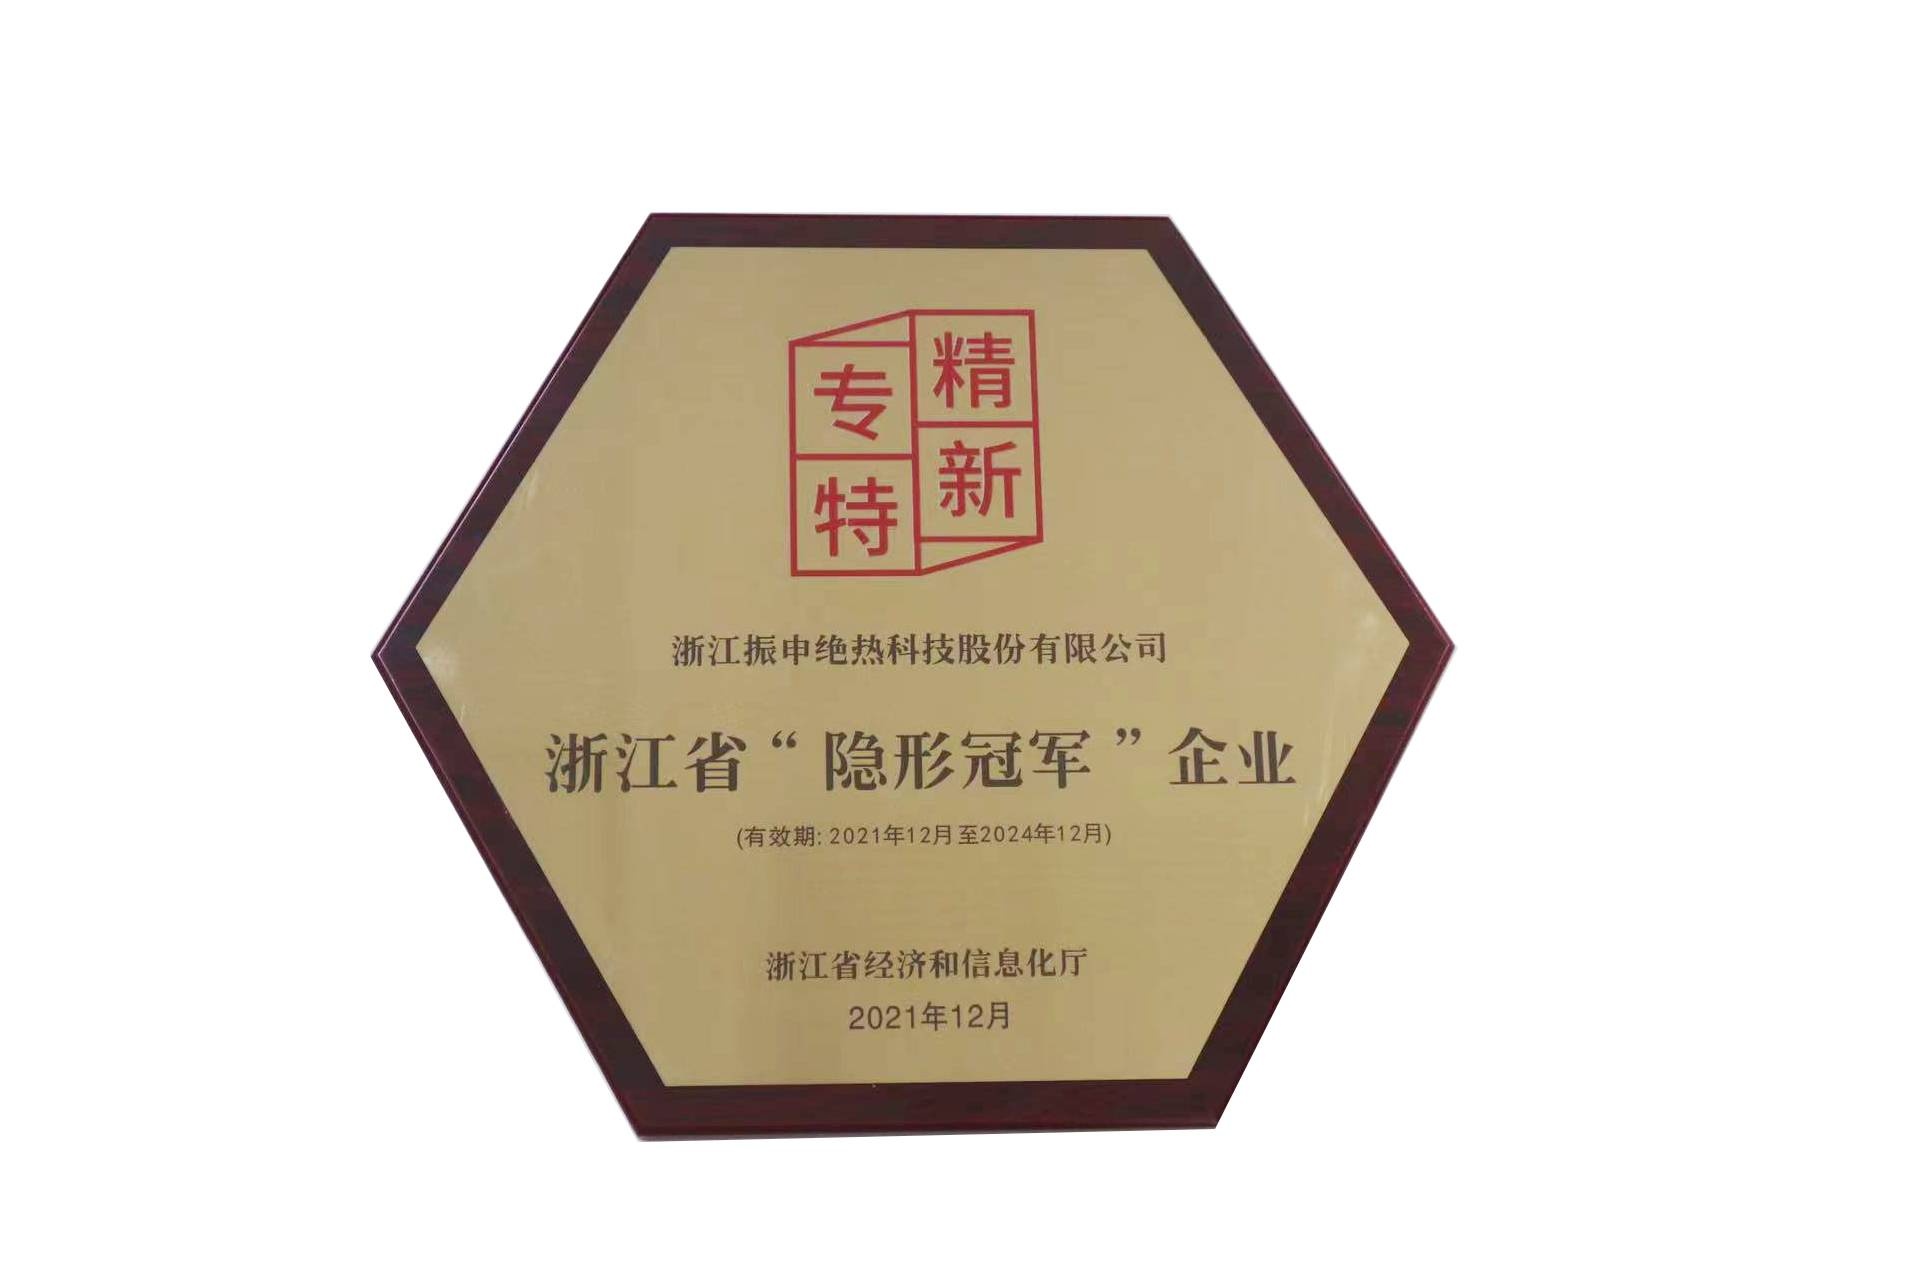 专精
特新
浙江振申绝热科技股份有限公司
浙江省“隐形冠军”企业
(有效期: 2021年12月至2024年12月)
浙江省经济和信息化厅
2021年12月